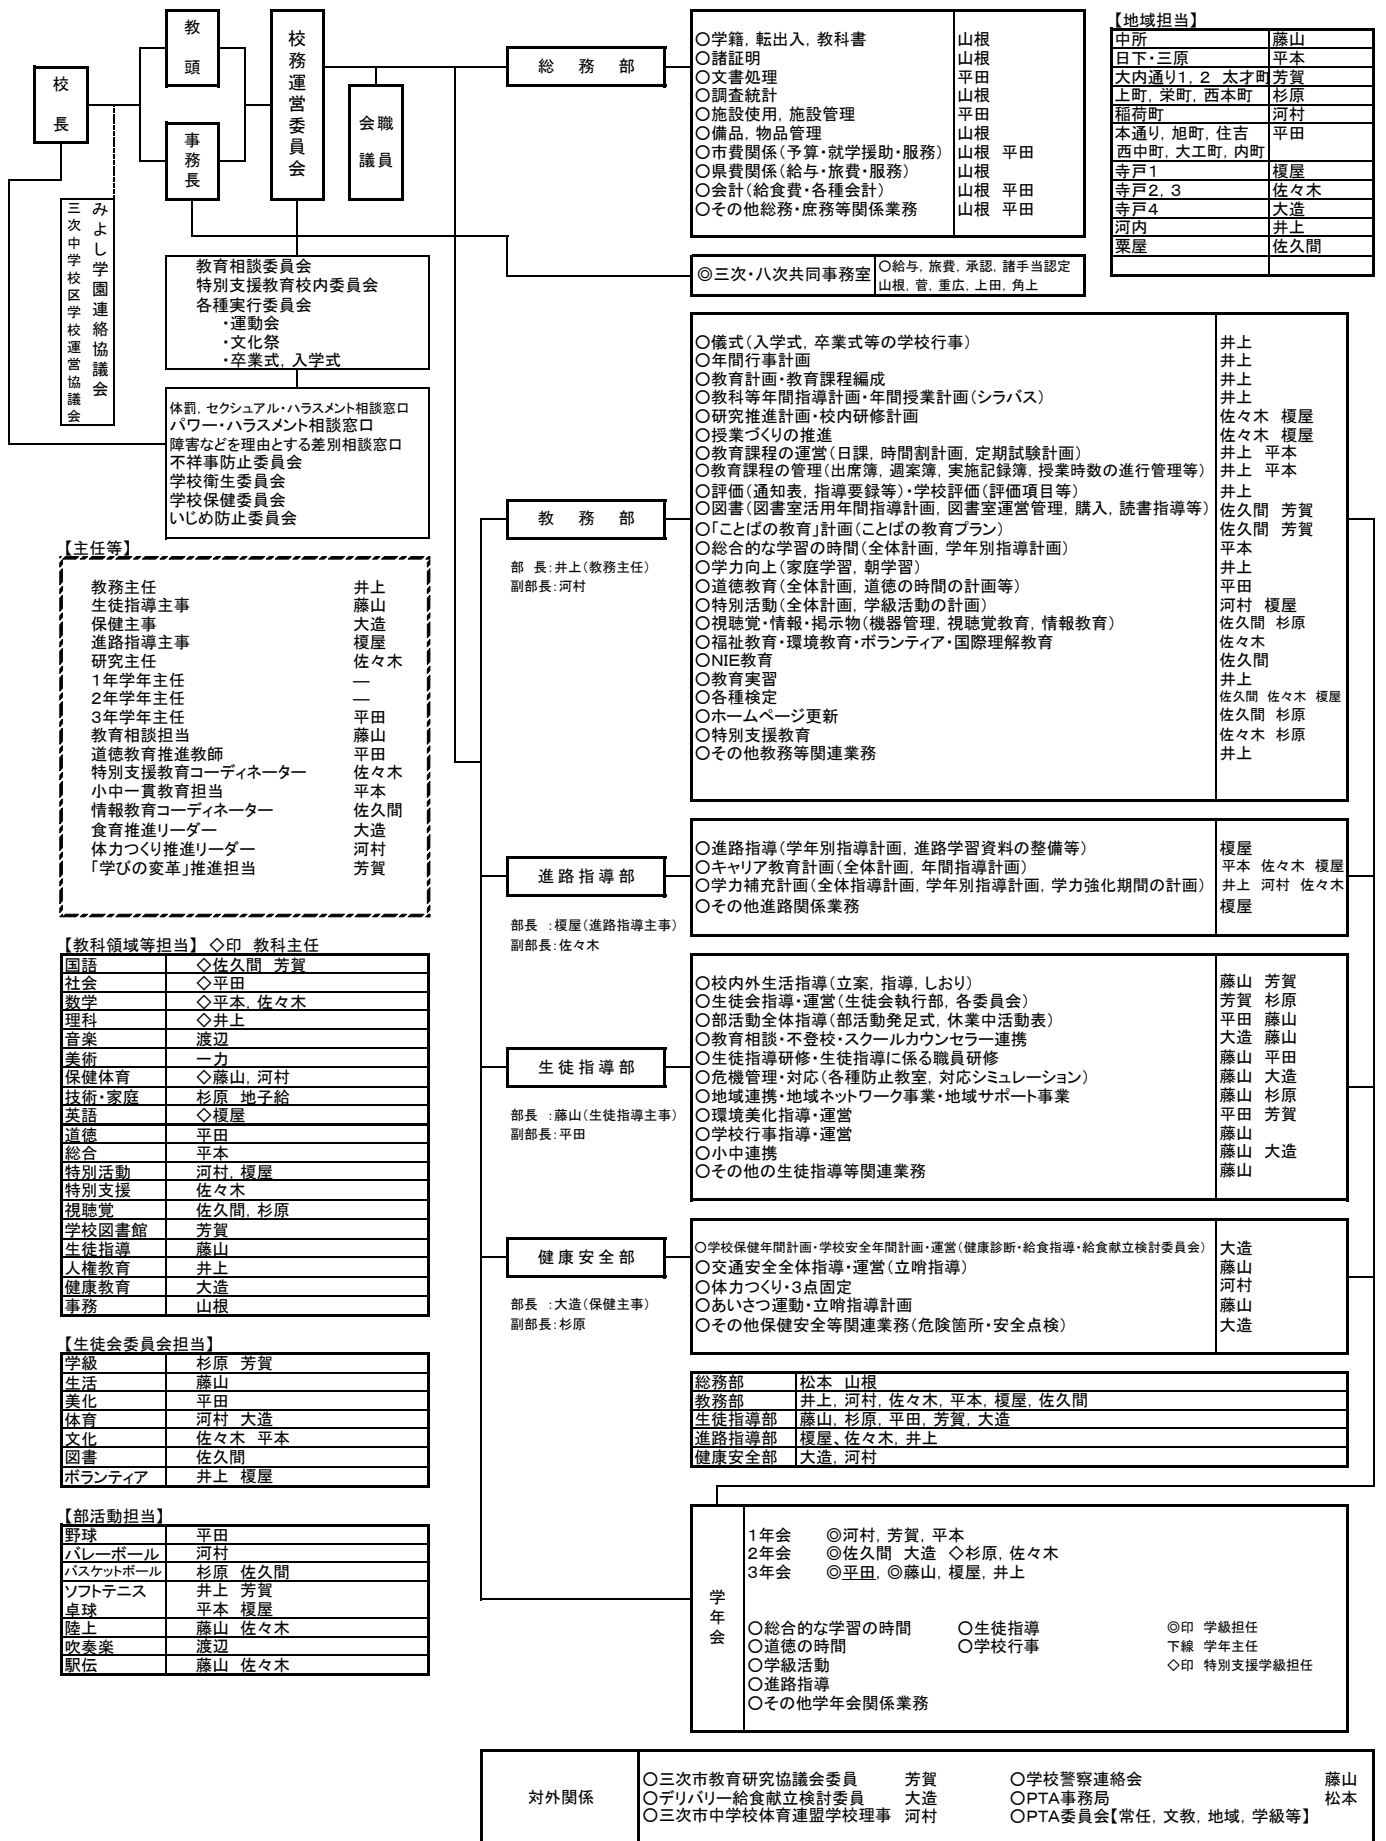 校長
教頭
事務長
校務運営委員会
職員会議
みよし学園連絡協議会
三次中学校区学校運営協議会
教育相談委員会
特別支援教育校内委員会
各種実行委員会
・運動会
・文化祭
・卒業式，入学式
体罰，セクシュアル・ハラスメント相談窓口
パワー・ハラスメント相談窓口
障害などを理由とする差別相談窓口
不祥事防止委員会
学校衛生委員会
学校保健委員会
いじめ防止委員会
【主任等】
教務主任 井上
生徒指導主事 藤山
保健主事 大造
進路指導主事 榎屋
研究主任 佐々木
1年学年主任 ―
2年学年主任 ―
3年学年主任 平田
教育相談担当 藤山
道徳教育推進教師 平田
特別支援教育コーディネーター 佐々木
小中一貫教育担当 平本
情報教育コーディネーター 佐久間
食育推進リーダー 大造
体力つくり推進リーダー 河村
「学びの変革」推進担当 芳賀
【教科領域等担当】 ◇印 教科主任
国語 ◇佐久間 芳賀
社会 ◇平田
数学 ◇平本，佐々木
理科 ◇井上
音楽 渡辺
美術 一力
保健体育 ◇藤山，河村
技術・家庭 杉原 地子給
英語 ◇榎屋
道徳 平田
総合 平本
特別活動 河村，榎屋
特別支援 佐々木
視聴覚 佐久間，杉原
学校図書館 芳賀
生徒指導 藤山
人権教育 井上
健康教育 大造
事務 山根
【生徒会委員会担当】
学級 杉原 芳賀
生活 藤山
美化 平田
体育 河村 大造
文化 佐々木 平本
図書 佐久間
ボランティア 井上 榎屋
【部活動担当】
野球 平田
バレーボール 河村
バスケットボール 杉原 佐久間
ソフトテニス 井上 芳賀
卓球 平本 榎屋
陸上 藤山 佐々木
吹奏楽 渡辺
駅伝 藤山 佐々木
総務部
○学籍，転出入，教科書 山根
○諸証明 山根
○文書処理 平田
○調査統計 山根
○施設使用，施設管理 平田
○備品，物品管理 山根
○市費関係（予算・就学援助・服務） 山根 平田
○県費関係（給与・旅費・服務） 山根
○会計（給食費・各種会計） 山根 平田
○その他総務・庶務等関係業務 山根 平田
【地域担当】
中所 藤山
日下・三原 平本
大内通り1，2 太才町 芳賀
上町，栄町，西本町 杉原
稲荷町 河村
本通り，旭町，住吉 平田
西中町，大工町，内町
寺戸1 榎屋
寺戸2，3 佐々木
寺戸4 大造
河内 井上
粟屋 佐久間
◎三次・八次共同事務室
○給与，旅費，承認，諸手当認定
山根，菅，重広，上田，角上
教務部
部 長：井上（教務主任）
副部長：河村
○儀式（入学式，卒業式等の学校行事） 井上
○年間行事計画 井上
○教育計画・教育課程編成 井上
○教科等年間指導計画・年間授業計画（シラバス） 井上
○研究推進計画・校内研修計画 佐々木 榎屋
○授業づくりの推進 佐々木 榎屋
○教育課程の運営（日課，時間割計画，定期試験計画） 井上 平本
○教育課程の管理（出席簿，週案簿，実施記録簿，授業時数の進行管理等） 井上 平本
○評価（通知表，指導要録等）・学校評価（評価項目等） 井上
○図書（図書室活用年間指導計画，図書室運営管理，購入，読書指導等） 佐久間 芳賀
○「ことばの教育」計画（ことばの教育プラン） 佐久間 芳賀
○総合的な学習の時間（全体計画，学年別指導計画） 平本
○学力向上（家庭学習，朝学習） 井上
○道徳教育（全体計画，道徳の時間の計画等） 平田
○特別活動（全体計画，学級活動の計画） 河村 榎屋
○視聴覚・情報・掲示物（機器管理，視聴覚教育，情報教育） 佐久間 杉原
○福祉教育・環境教育・ボランティア・国際理解教育 佐々木
○NIE教育 佐久間
○教育実習 井上
○各種検定 佐久間 佐々木 榎屋
○ホームページ更新 佐久間 杉原
○特別支援教育 佐々木 杉原
○その他教務等関連業務 井上
進路指導部
部長 ：榎屋（進路指導主事）
副部長：佐々木
○進路指導（学年別指導計画，進路学習資料の整備等） 榎屋
○キャリア教育計画（全体計画，年間指導計画） 平本 佐々木 榎屋
○学力補充計画（全体指導計画，学年別指導計画，学力強化期間の計画） 井上 河村 佐々木
○その他進路関係業務 榎屋
生徒指導部
部長 ：藤山（生徒指導主事）
副部長：平田
○校内外生活指導（立案，指導，しおり） 藤山 芳賀
○生徒会指導・運営（生徒会執行部，各委員会） 芳賀 杉原
○部活動全体指導（部活動発足式，休業中活動表） 平田 藤山
○教育相談・不登校・スクールカウンセラー連携 大造 藤山
○生徒指導研修・生徒指導に係る職員研修 藤山 平田
○危機管理・対応（各種防止教室，対応シミュレーション） 藤山 大造
○地域連携・地域ネットワーク事業・地域サポート事業 藤山 杉原
○環境美化指導・運営 平田 芳賀
○学校行事指導・運営 藤山
○小中連携 藤山 大造
○その他の生徒指導等関連業務 藤山
健康安全部
部長 ：大造（保健主事）
副部長：杉原
○学校保健年間計画・学校安全年間計画・運営（健康診断・給食指導・給食献立検討委員会） 大造
○交通安全全体指導・運営（立哨指導） 藤山
○体力つくり・3点固定 河村
○あいさつ運動・立哨指導計画 藤山
○その他保健安全等関連業務（危険箇所・安全点検） 大造
総務部 松本 山根
教務部 井上，河村，佐々木，平本，榎屋，佐久間
生徒指導部 藤山，杉原，平田，芳賀，大造
進路指導部 榎屋、佐々木，井上
健康安全部 大造，河村
学年会
1年会 ◎河村，芳賀，平本
2年会 ◎佐久間 大造 ◇杉原，佐々木
3年会 ◎平田，◎藤山，榎屋，井上
○総合的な学習の時間 ○生徒指導 ◎印 学級担任
○道徳の時間 ○学校行事 下線 学年主任
○学級活動 ◇印 特別支援学級担任
○進路指導
○その他学年会関係業務
対外関係
○三次市教育研究協議会委員 芳賀 ○学校警察連絡会 藤山
○デリバリー給食献立検討委員 大造 ○PTA事務局 松本
○三次市中学校体育連盟学校理事 河村 ○PTA委員会【常任，文教，地域，学級等】